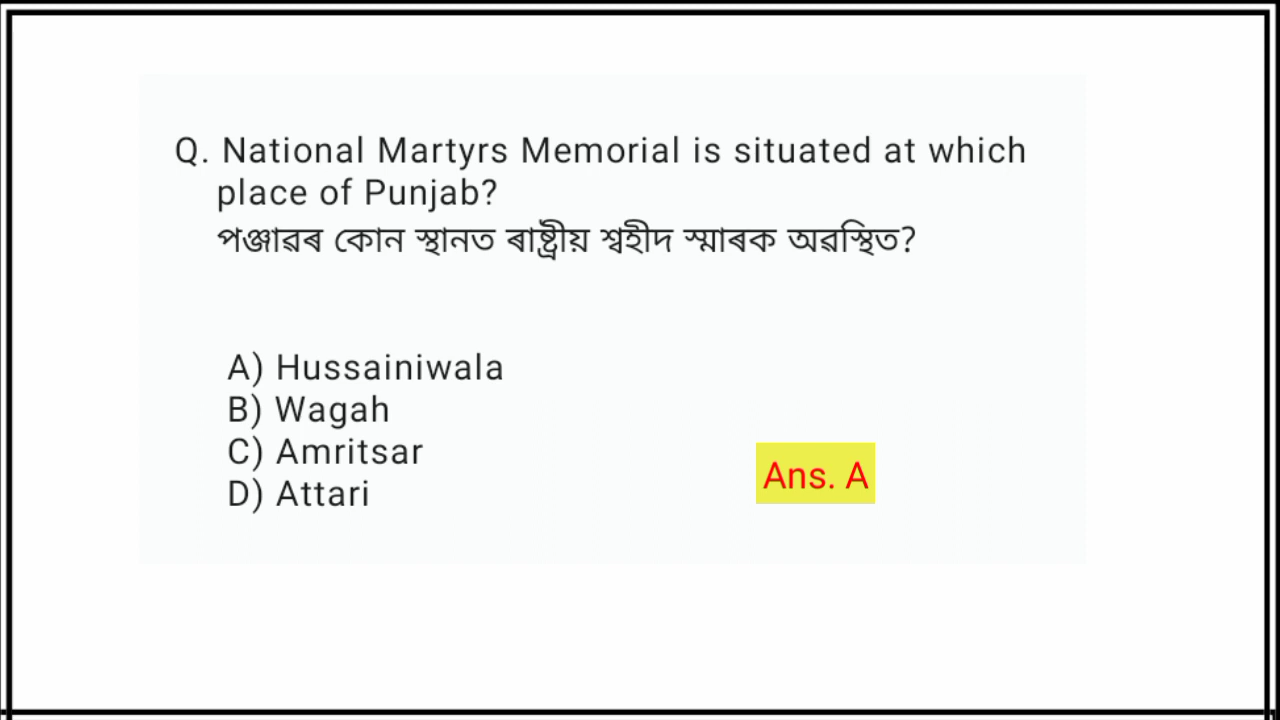 Q. National Martyrs Memorial is situated at which
place of Punjab?
পঞ্জাৱৰ কোন স্থানত ৰাষ্ট্ৰীয় শ্বহীদ স্মাৰক অৱস্থিত?
A) Hussainiwala
B) Wagah
C) Amritsar
D) Attari
Ans. A